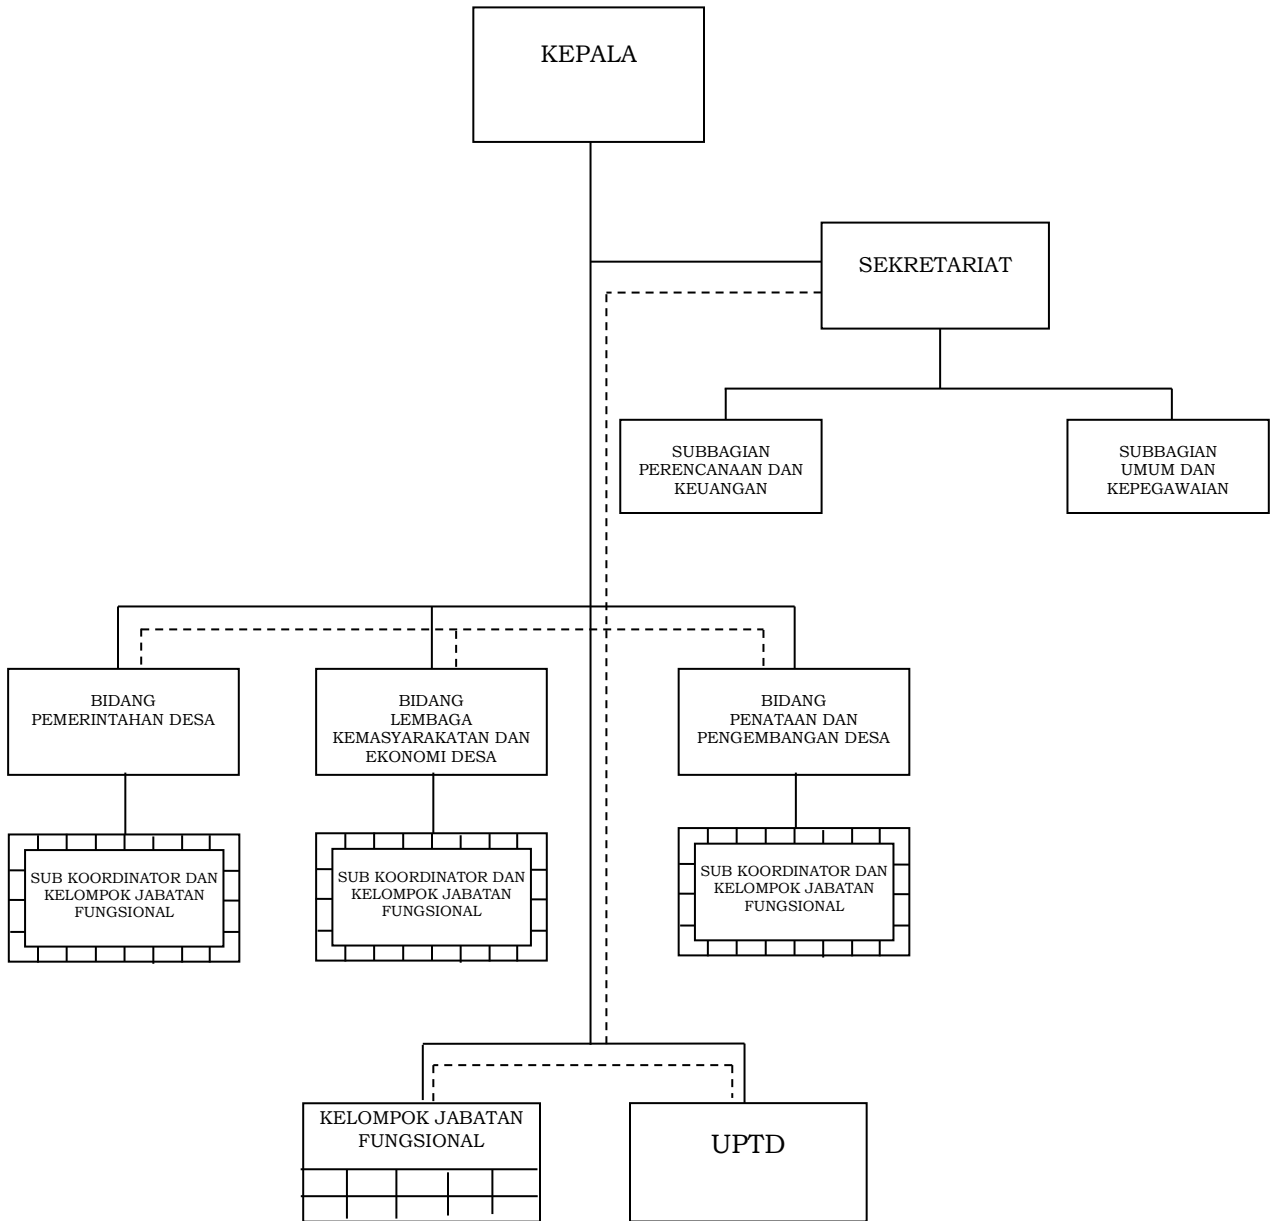 KEPALA
SEKRETARIAT
SUBBAGIAN
PERENCANAAN DAN
KEUANGAN
SUBBAGIAN
UMUM DAN
KEPEGAWAIAN
BIDANG
PEMERINTAHAN DESA
BIDANG
LEMBAGA
KEMASYARAKATAN DAN
EKONOMI DESA
BIDANG
PENATAAN DAN
PENGEMBANGAN DESA
SUB KOORDINATOR DAN
KELOMPOK JABATAN
FUNGSIONAL
SUB KOORDINATOR DAN
KELOMPOK JABATAN
FUNGSIONAL
SUB KOORDINATOR DAN
KELOMPOK JABATAN
FUNGSIONAL
KELOMPOK JABATAN
FUNGSIONAL
UPTD